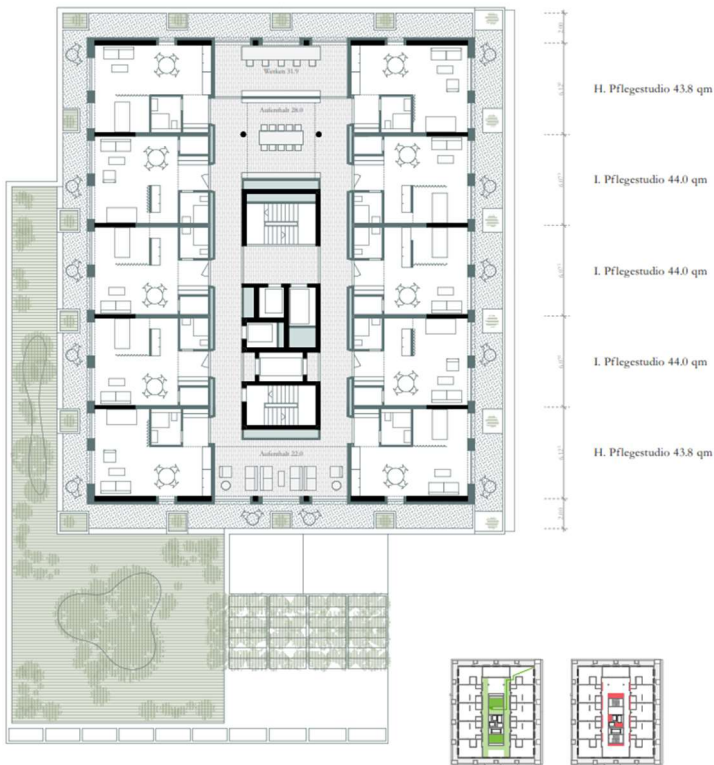 Werken 31.9
Aufenthalt 28.0
H. Pflegestudio 43.8 qm
I. Pflegestudio 44.0 qm
I. Pflegestudio 44.0 qm
I. Pflegestudio 44.0 qm
H. Pflegestudio 43.8 qm
Aufenthalt 22.0